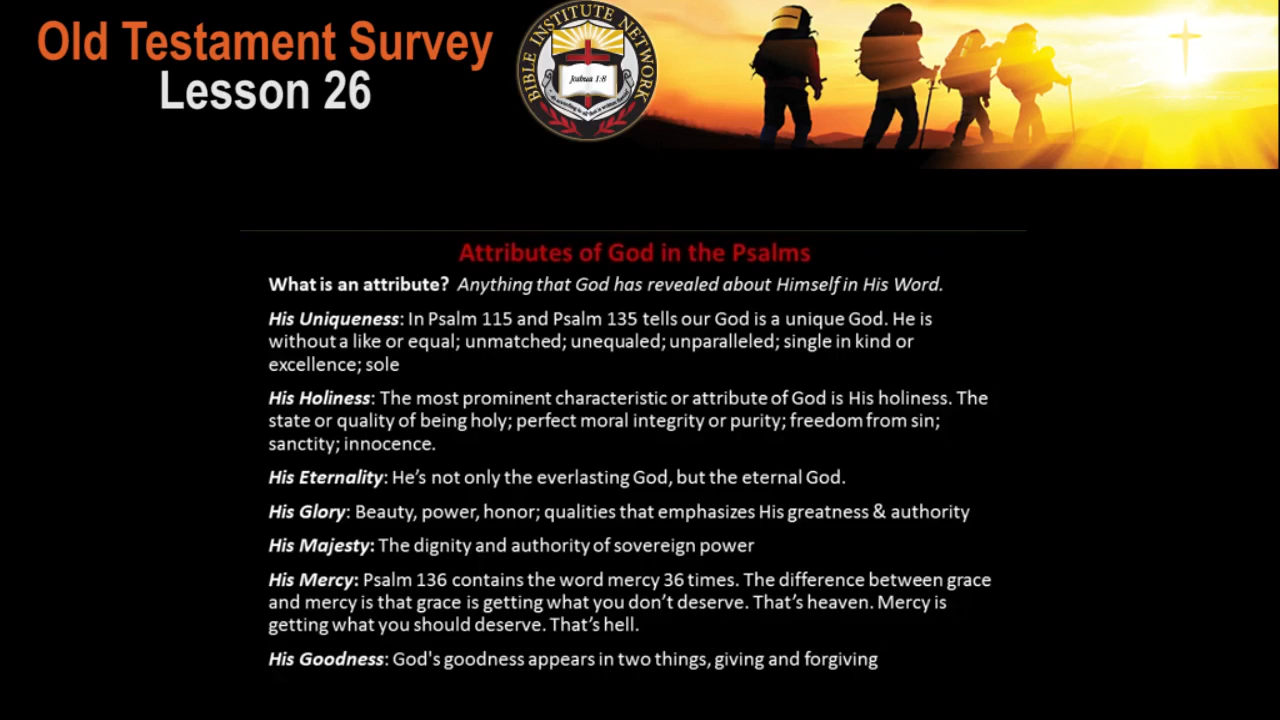 Old Testament Survey
Lesson 26
BIBLE INSTITUTE NETWORK
Joshua 1:8
Attributes of God in the Psalms
What is an attribute? Anything that God has revealed about Himself in His Word.
His Uniqueness: In Psalm 115 and Psalm 135 tells our God is a unique God. He is
without a like or equal; unmatched; unequaled; unparalleled; single in kind or
excellence; sole
His Holiness: The most prominent characteristic or attribute of God is His holiness. The
state or quality of being holy; perfect moral integrity or purity; freedom from sin;
sanctity; innocence.
His Eternality: He's not only the everlasting God, but the eternal God.
His Glory: Beauty, power, honor; qualities that emphasizes His greatness & authority
His Majesty: The dignity and authority of sovereign power
His Mercy: Psalm 136 contains the word mercy 36 times. The difference between grace
and mercy is that grace is getting what you don't deserve. That's heaven. Mercy is
getting what you should deserve. That's hell.
His Goodness: God's goodness appears in two things, giving and forgiving